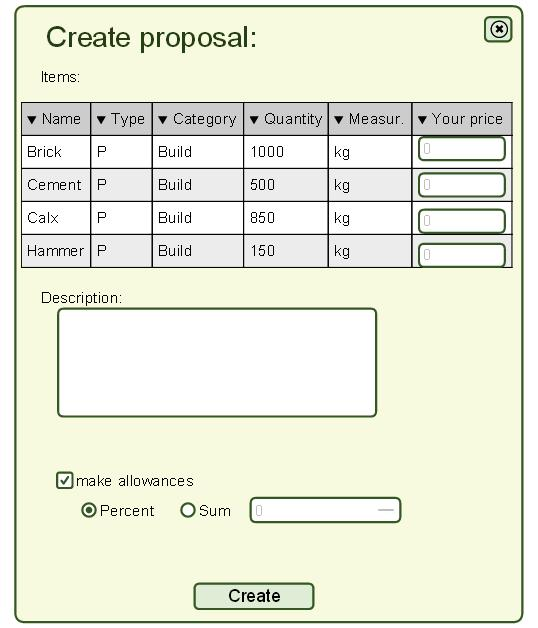 Create proposal:
Items:
▼ Name ▼ Type ▼ Category ▼ Quantity ▼ Measur. ▼ Your price
Brick P Build 1000 kg 0
Cement P Build 500 kg 0
Calx P Build 850 kg 0
Hammer P Build 150 kg 0
Description:
make allowances
Percent Sum 0
Create